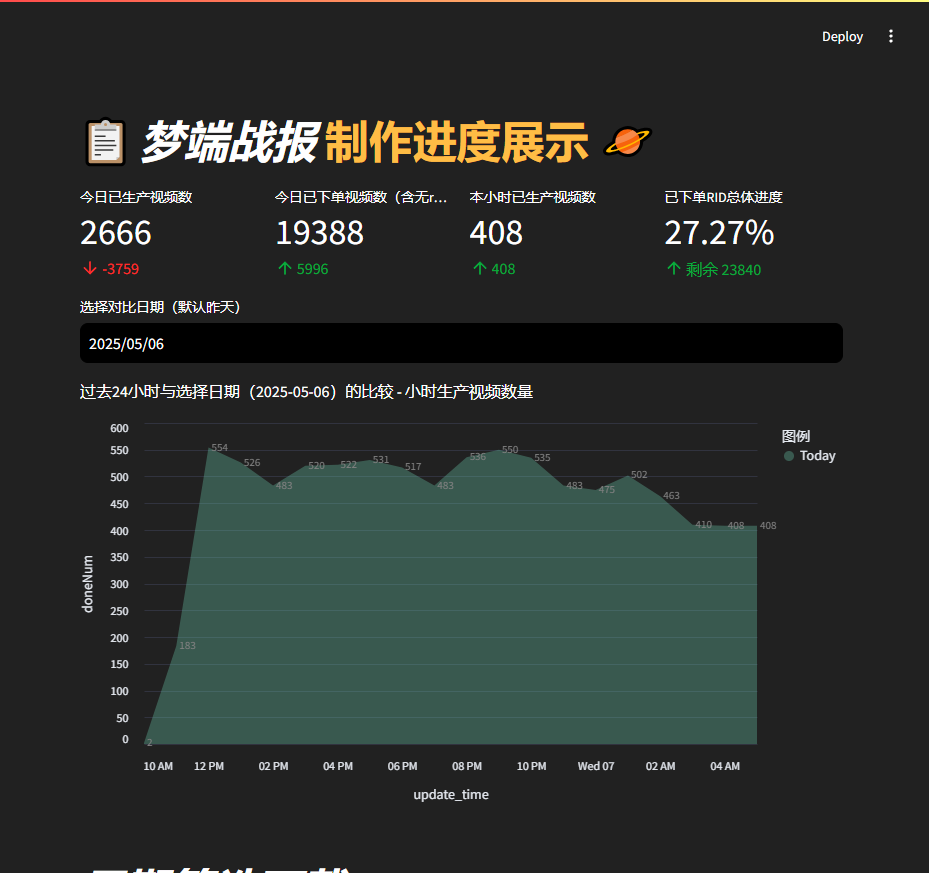 Deploy
梦端战报 制作进度展示
今日已生产视频数
2666
-3759
今日已下单视频数（含无r...
19388
5996
本小时已生产视频数
408
408
已下单RID总体进度
27.27%
剩余 23840
选择对比日期（默认昨天）
2025/05/06
过去24小时与选择日期（2025-05-06）的比较 - 小时生产视频数量
600
550
500
450
400
350
300
250
200
150
100
50
0
doneNum
2
183
554
526
483
520
522
531
517
483
536
550
535
483
475
502
463
410
408
408
10 AM
12 PM
02 PM
04 PM
06 PM
08 PM
10 PM
Wed 07
02 AM
04 AM
update_time
图例
Today